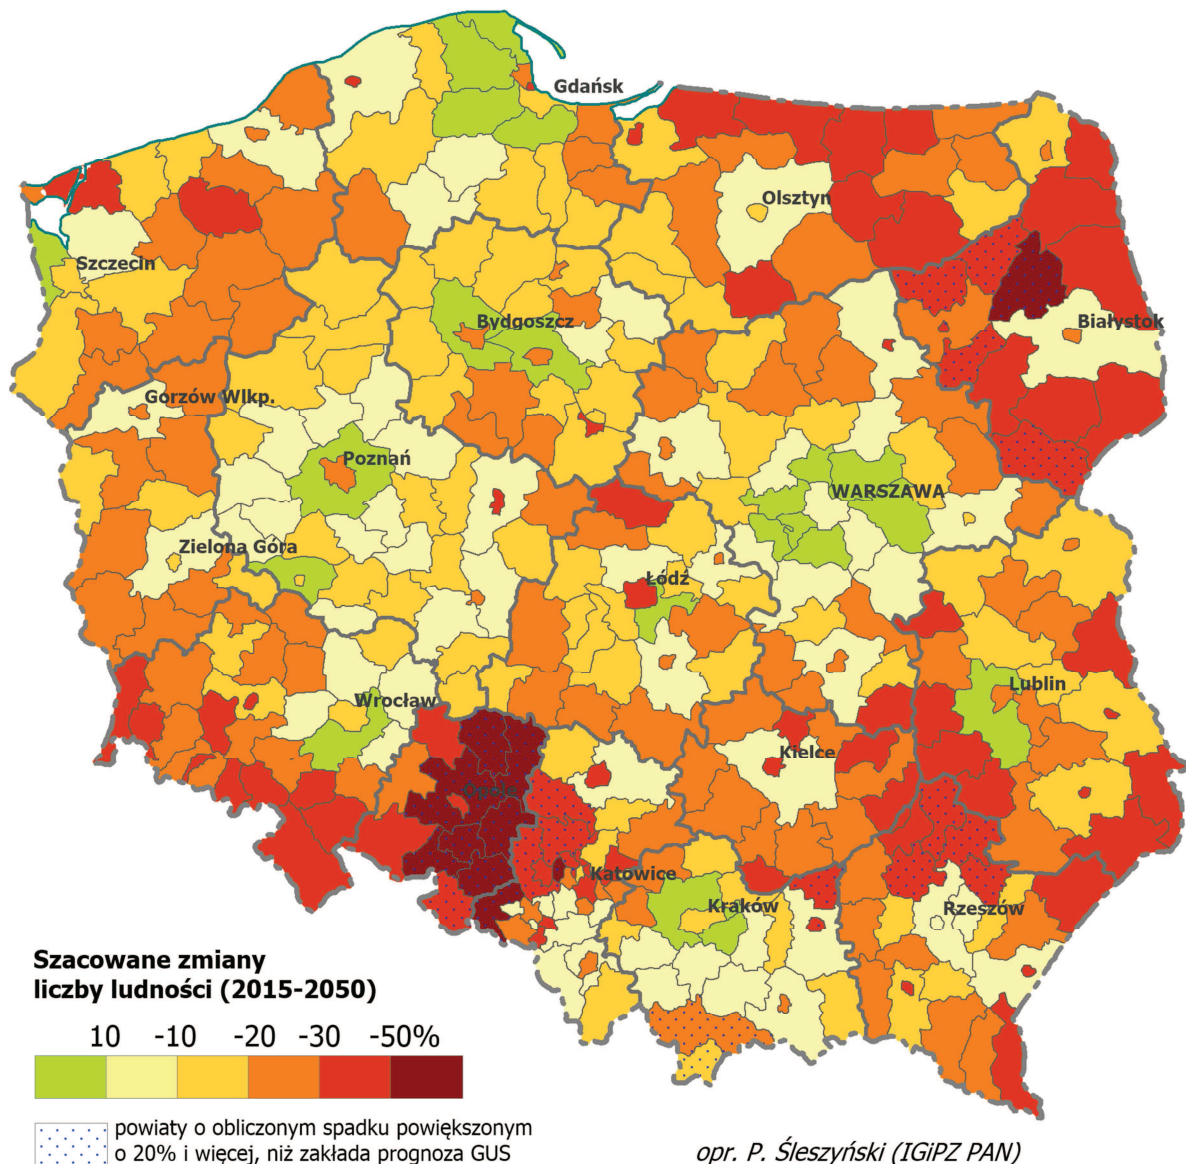 Gdańsk
Olsztyn
Szczecin
Bydgoszcz
Białystok
Gorzów Wlkp.
Poznań
WARSZAWA
Zielona Góra
Łódź
Wrocław
Lublin
Kielce
Opole
Katowice
Kraków
Rzeszów
Szacowane zmiany
liczby ludności (2015-2050)
10 -10 -20 -30 -50%
powiaty o obliczonym spadku powiększonym
o 20% i więcej, niż zakłada prognoza GUS
opr. P. Śleszyński (IGiPZ PAN)